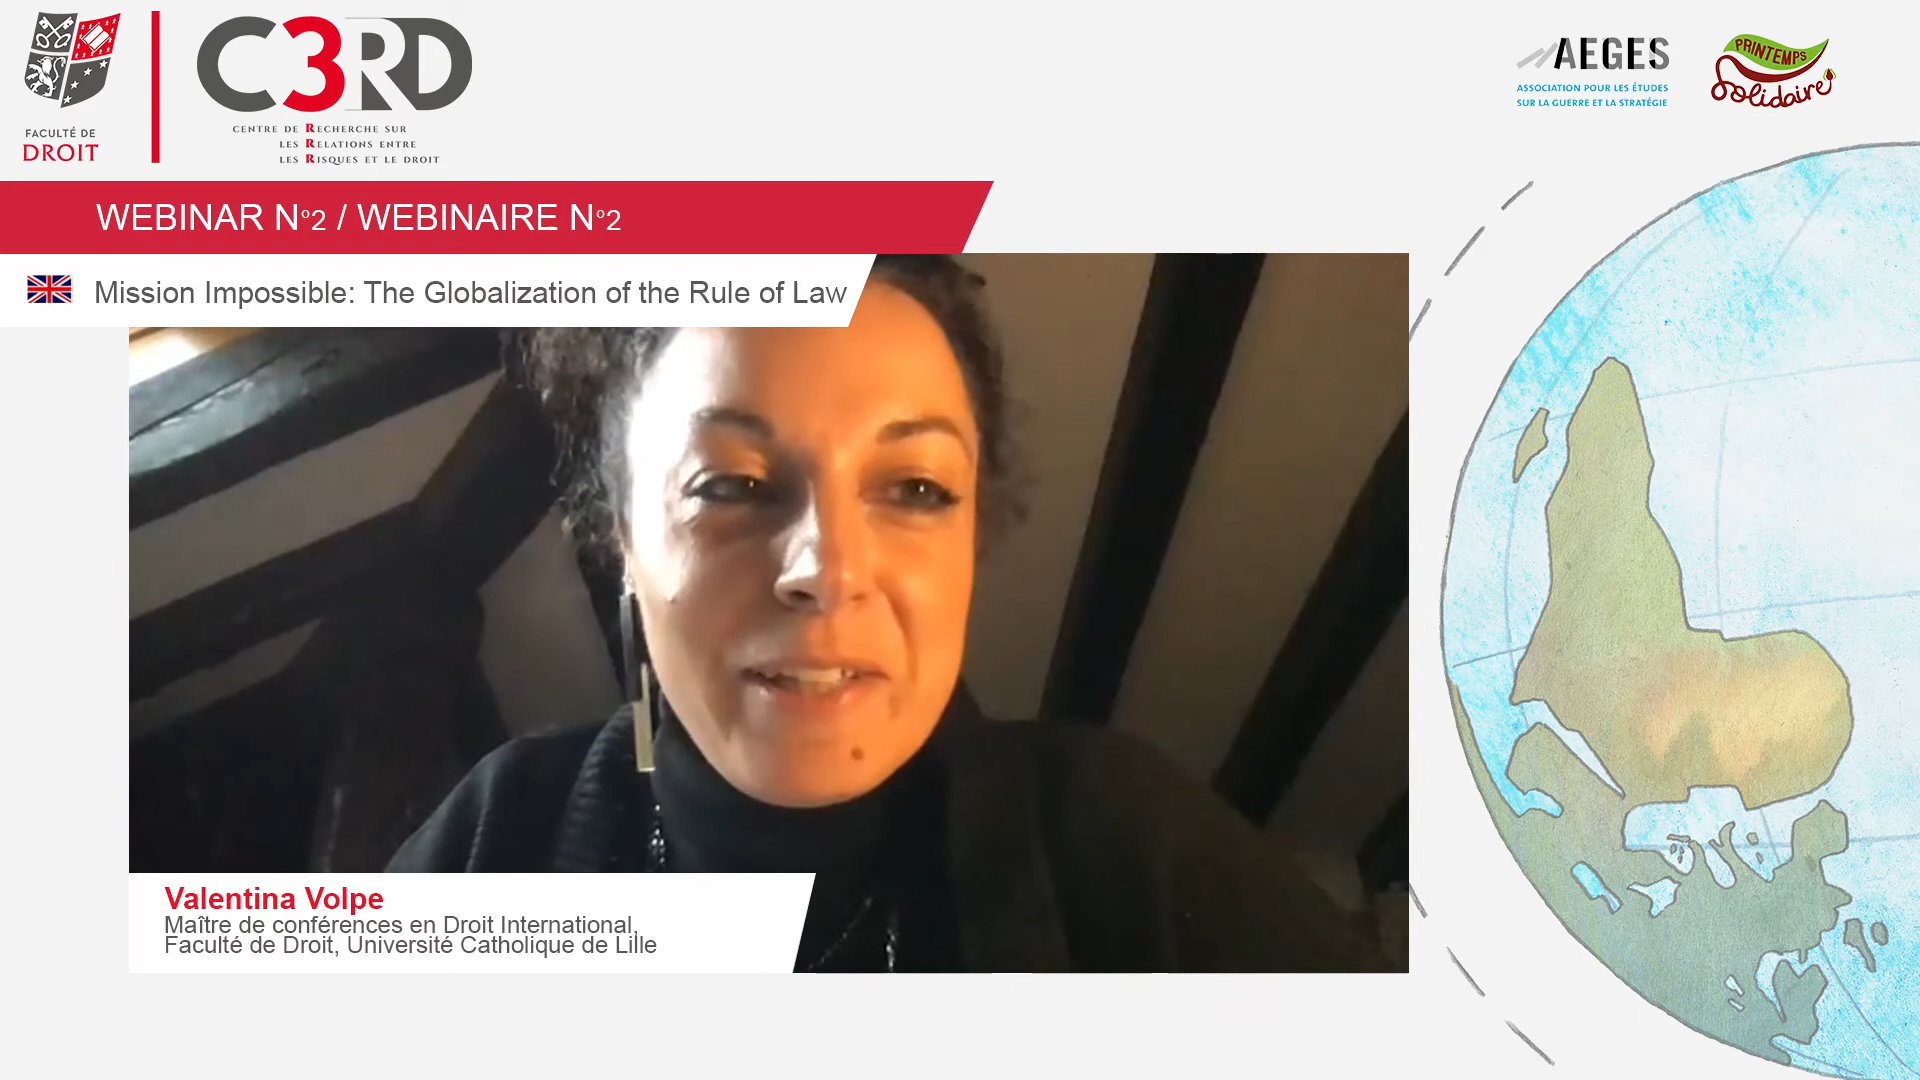 FACULTÉ DE
DROIT
C3RD
CENTRE DE RECHERCHE SUR
LES RELATIONS ENTRE
LES RISQUES ET LE DROIT
AEGES
ASSOCIATION POUR LES ÉTUDES
SUR LA GUERRE ET LA STRATÉGIE
PRINTEMPS
Solidaire
WEBINAR N°2 / WEBINAIRE N°2
Mission Impossible: The Globalization of the Rule of Law
Valentina Volpe
Maître de conférences en Droit International,
Faculté de Droit, Université Catholique de Lille